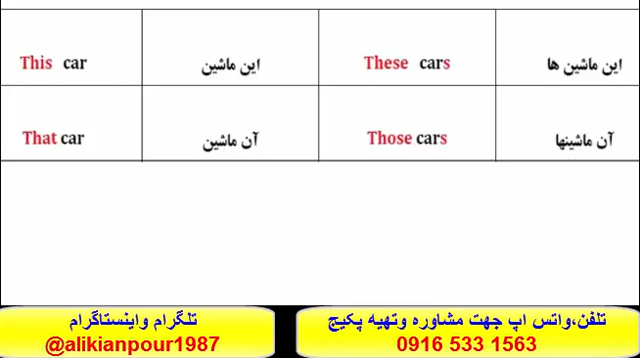 This car
این ماشین
These cars
این ماشین ها
That car
آن ماشین
Those cars
آن ماشینها
تلگرام واینستاگرام
@alikianpour1987
تلفن،واتس اپ جهت مشاوره وتهیه پکیج
0916 533 1563